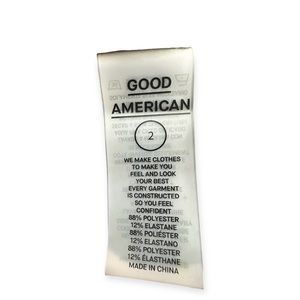 GOOD
AMERICAN
2
WE MAKE CLOTHES
TO MAKE YOU
FEEL AND LOOK
YOUR BEST
EVERY GARMENT
IS CONSTRUCTED
SO YOU FEEL
CONFIDENT
88% POLYESTER
12% ELASTANE
88% POLIÉSTER
12% ELASTANO
88% POLYESTER
12% ÉLASTHANE
MADE IN CHINA